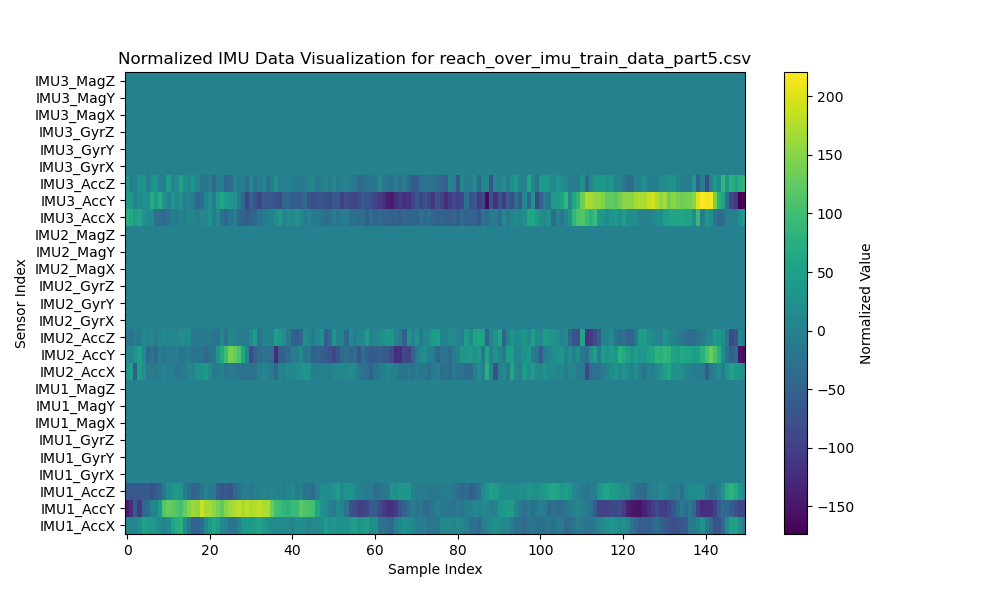 Normalized IMU Data Visualization for reach_over_imu_train_data_part5.csv
IMU3_MagZ
IMU3_MagY
IMU3_MagX
IMU3_GyrZ
IMU3_GyrY
IMU3_GyrX
IMU3_AccZ
IMU3_AccY
IMU3_AccX
IMU2_MagZ
IMU2_MagY
IMU2_MagX
IMU2_GyrZ
IMU2_GyrY
IMU2_GyrX
IMU2_AccZ
IMU2_AccY
IMU2_AccX
IMU1_MagZ
IMU1_MagY
IMU1_MagX
IMU1_GyrZ
IMU1_GyrY
IMU1_GyrX
IMU1_AccZ
IMU1_AccY
IMU1_AccX
Sensor Index
0 20 40 60 80 100 120 140
Sample Index
200
150
100
50
0
−50
−100
−150
Normalized Value